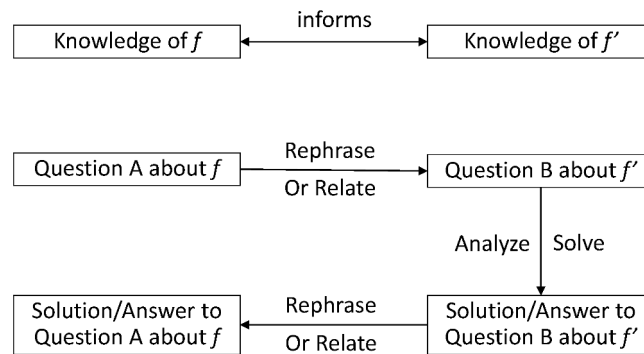 informs
Knowledge of f
Knowledge of f'
Question A about f
Rephrase
Or Relate
Question B about f'
Analyze
Solve
Solution/Answer to
Question A about f
Rephrase
Or Relate
Solution/Answer to
Question B about f'